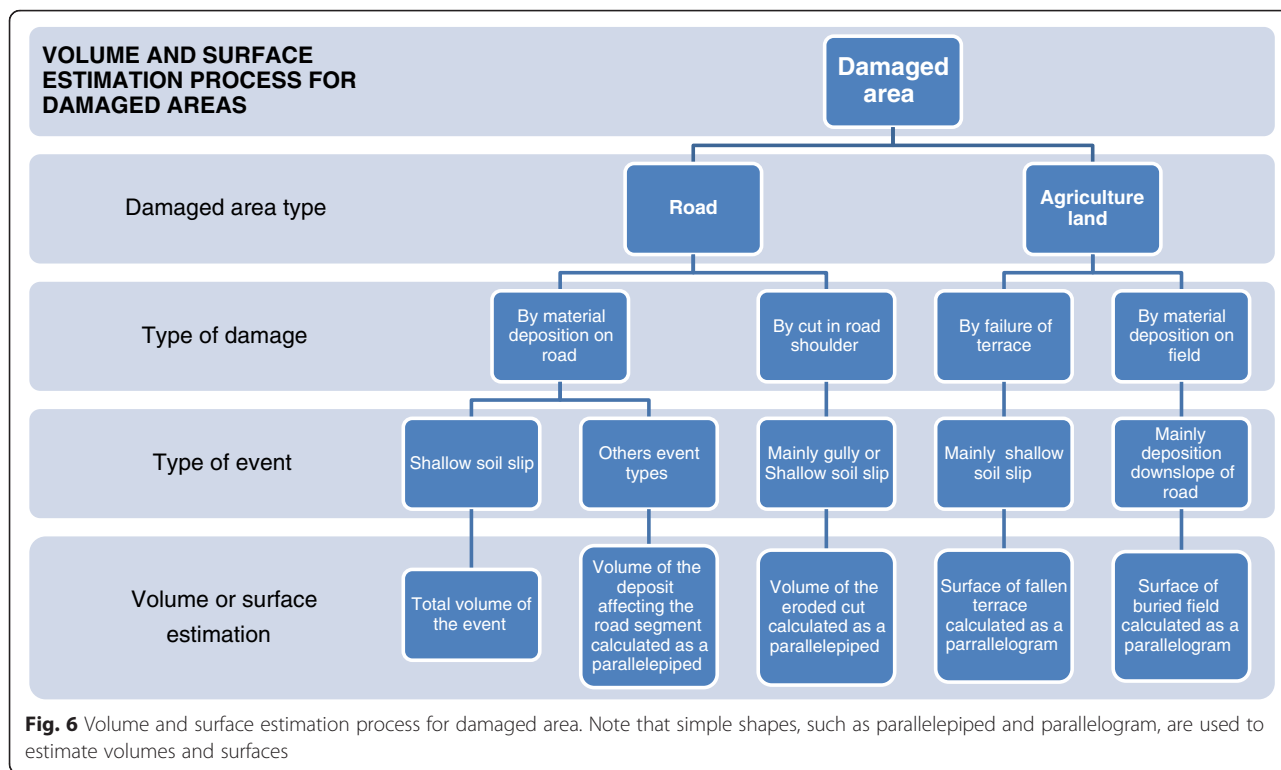 VOLUME AND SURFACE
ESTIMATION PROCESS FOR
DAMAGED AREAS
Damaged
area
Damaged area type
Road
Agriculture
land
Type of damage
By material
deposition on
road
By cut in road
shoulder
By failure of
terrace
By material
deposition on
field
Type of event
Shallow soil slip
Others event
types
Mainly gully or
Shallow soil slip
Mainly shallow
soil slip
Mainly
deposition
downslope of
road
Volume or surface
estimation
Total volume of
the event
Volume of the
deposit
affecting the
road segment
calculated as a
parallelepiped
Volume of the
eroded cut
calculated as a
parallelepiped
Surface of fallen
terrace
calculated as a
parrallelogram
Surface of
buried field
calculated as a
parallelogram
Fig. 6 Volume and surface estimation process for damaged area. Note that simple shapes, such as parallelepiped and parallelogram, are used to
estimate volumes and surfaces